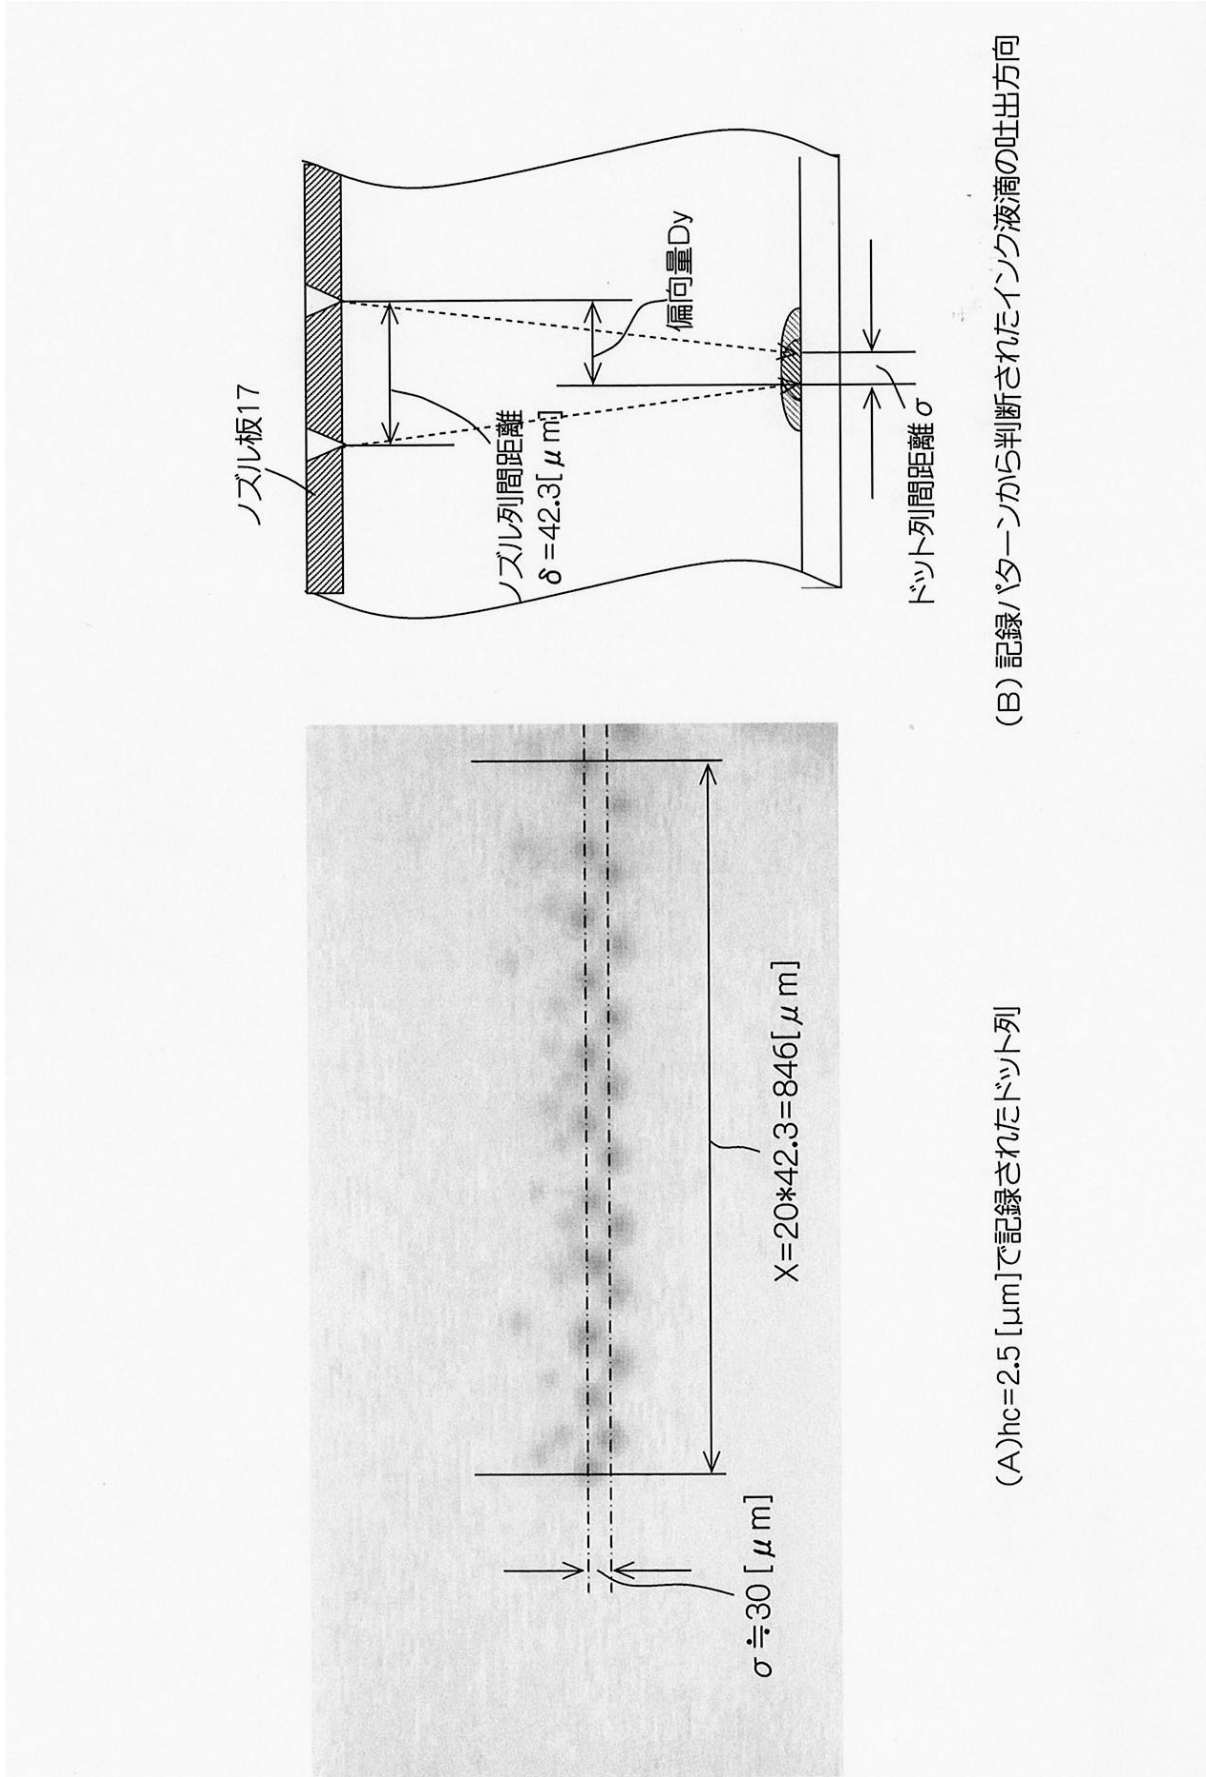 σ≒30 [μm]
X=20*42.3=846[μm]
(A)hc=2.5 [μm]で記録されたドット列
ノズル板17
ノズル列間距離
δ=42.3[μm]
偏向量Dy
ドット列間距離σ
(B) 記録パターンから判断されたインク液滴の吐出方向